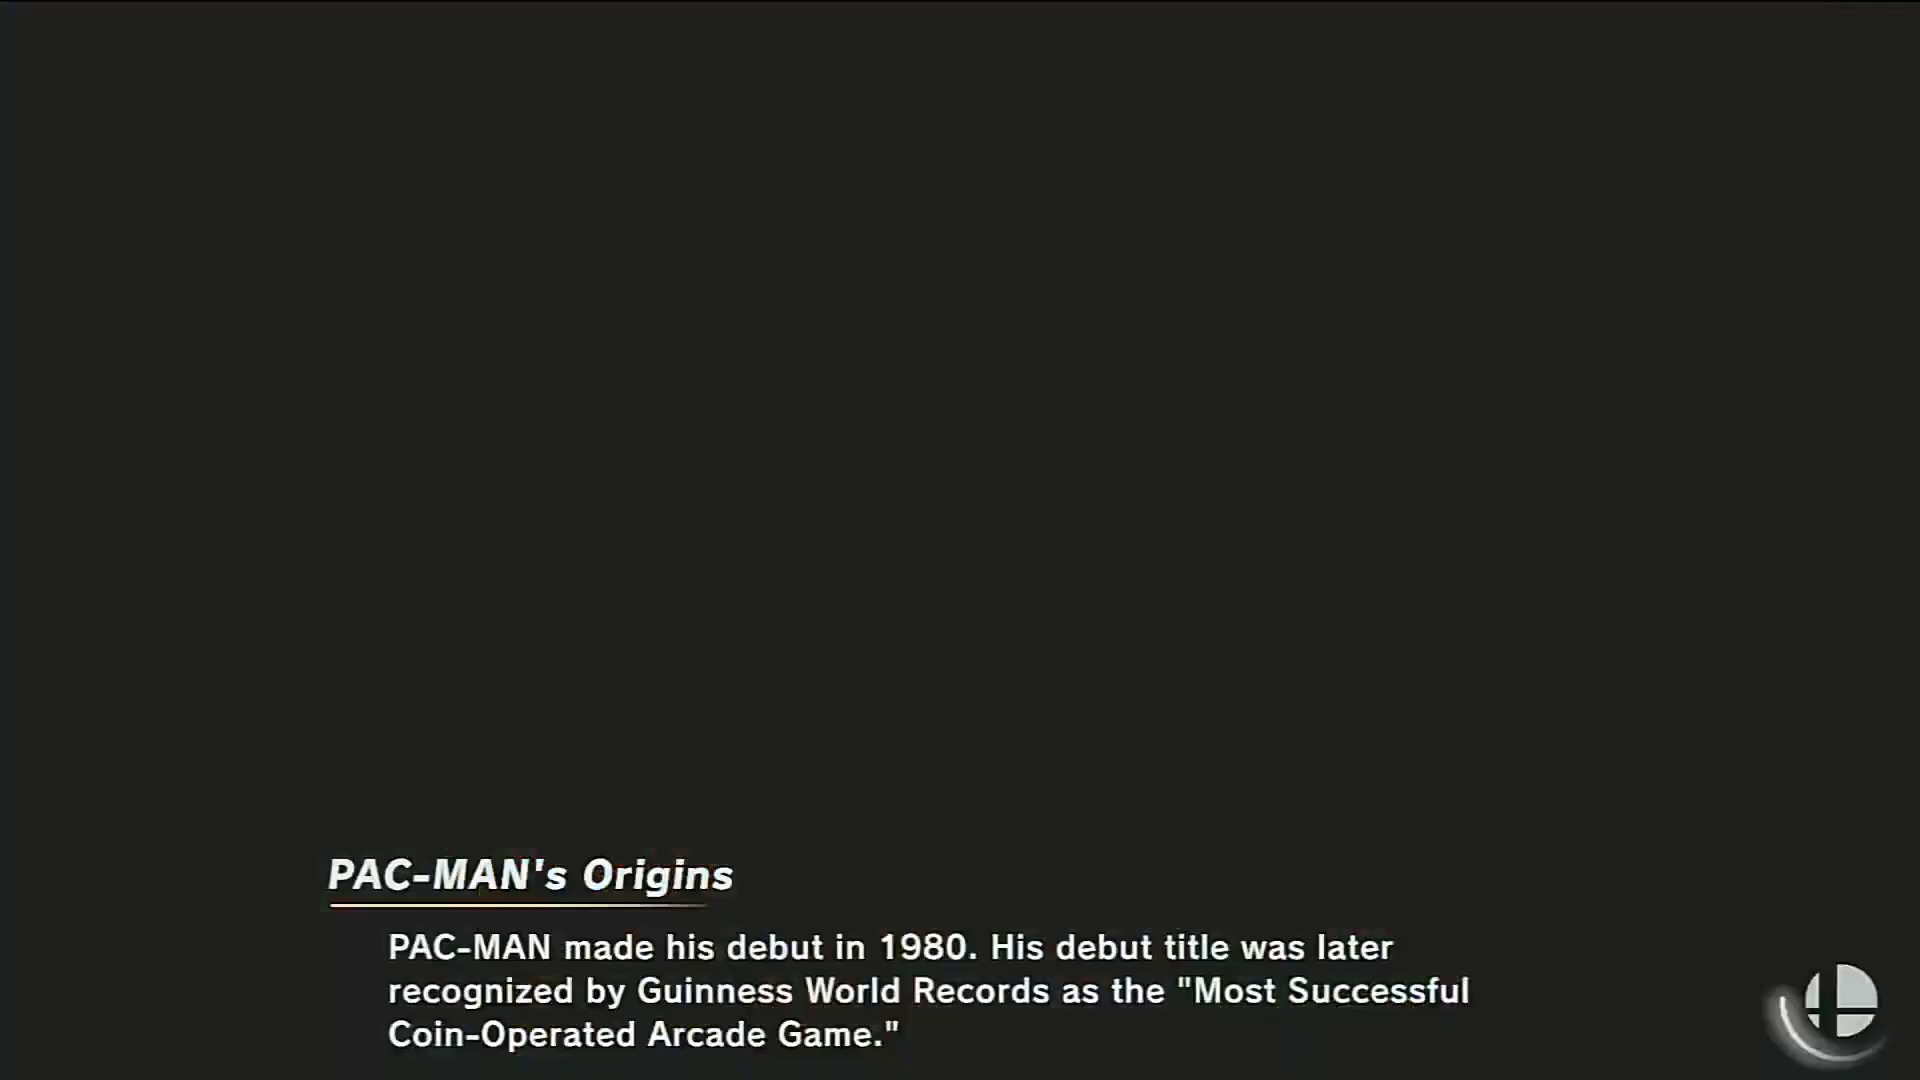 PAC-MAN's Origins
PAC-MAN made his debut in 1980. His debut title was later
recognized by Guinness World Records as the "Most Successful
Coin-Operated Arcade Game."